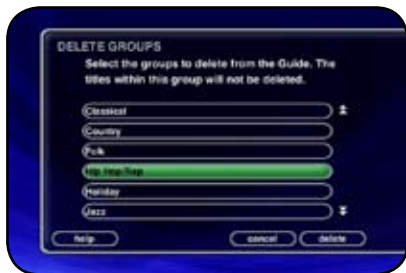 DELETE GROUPS
Select the groups to delete from the Guide. The
titles within this group will not be deleted.
Classical
Country
Folk
Hip Hop/Rap
Holiday
Jazz
help
cancel
delete